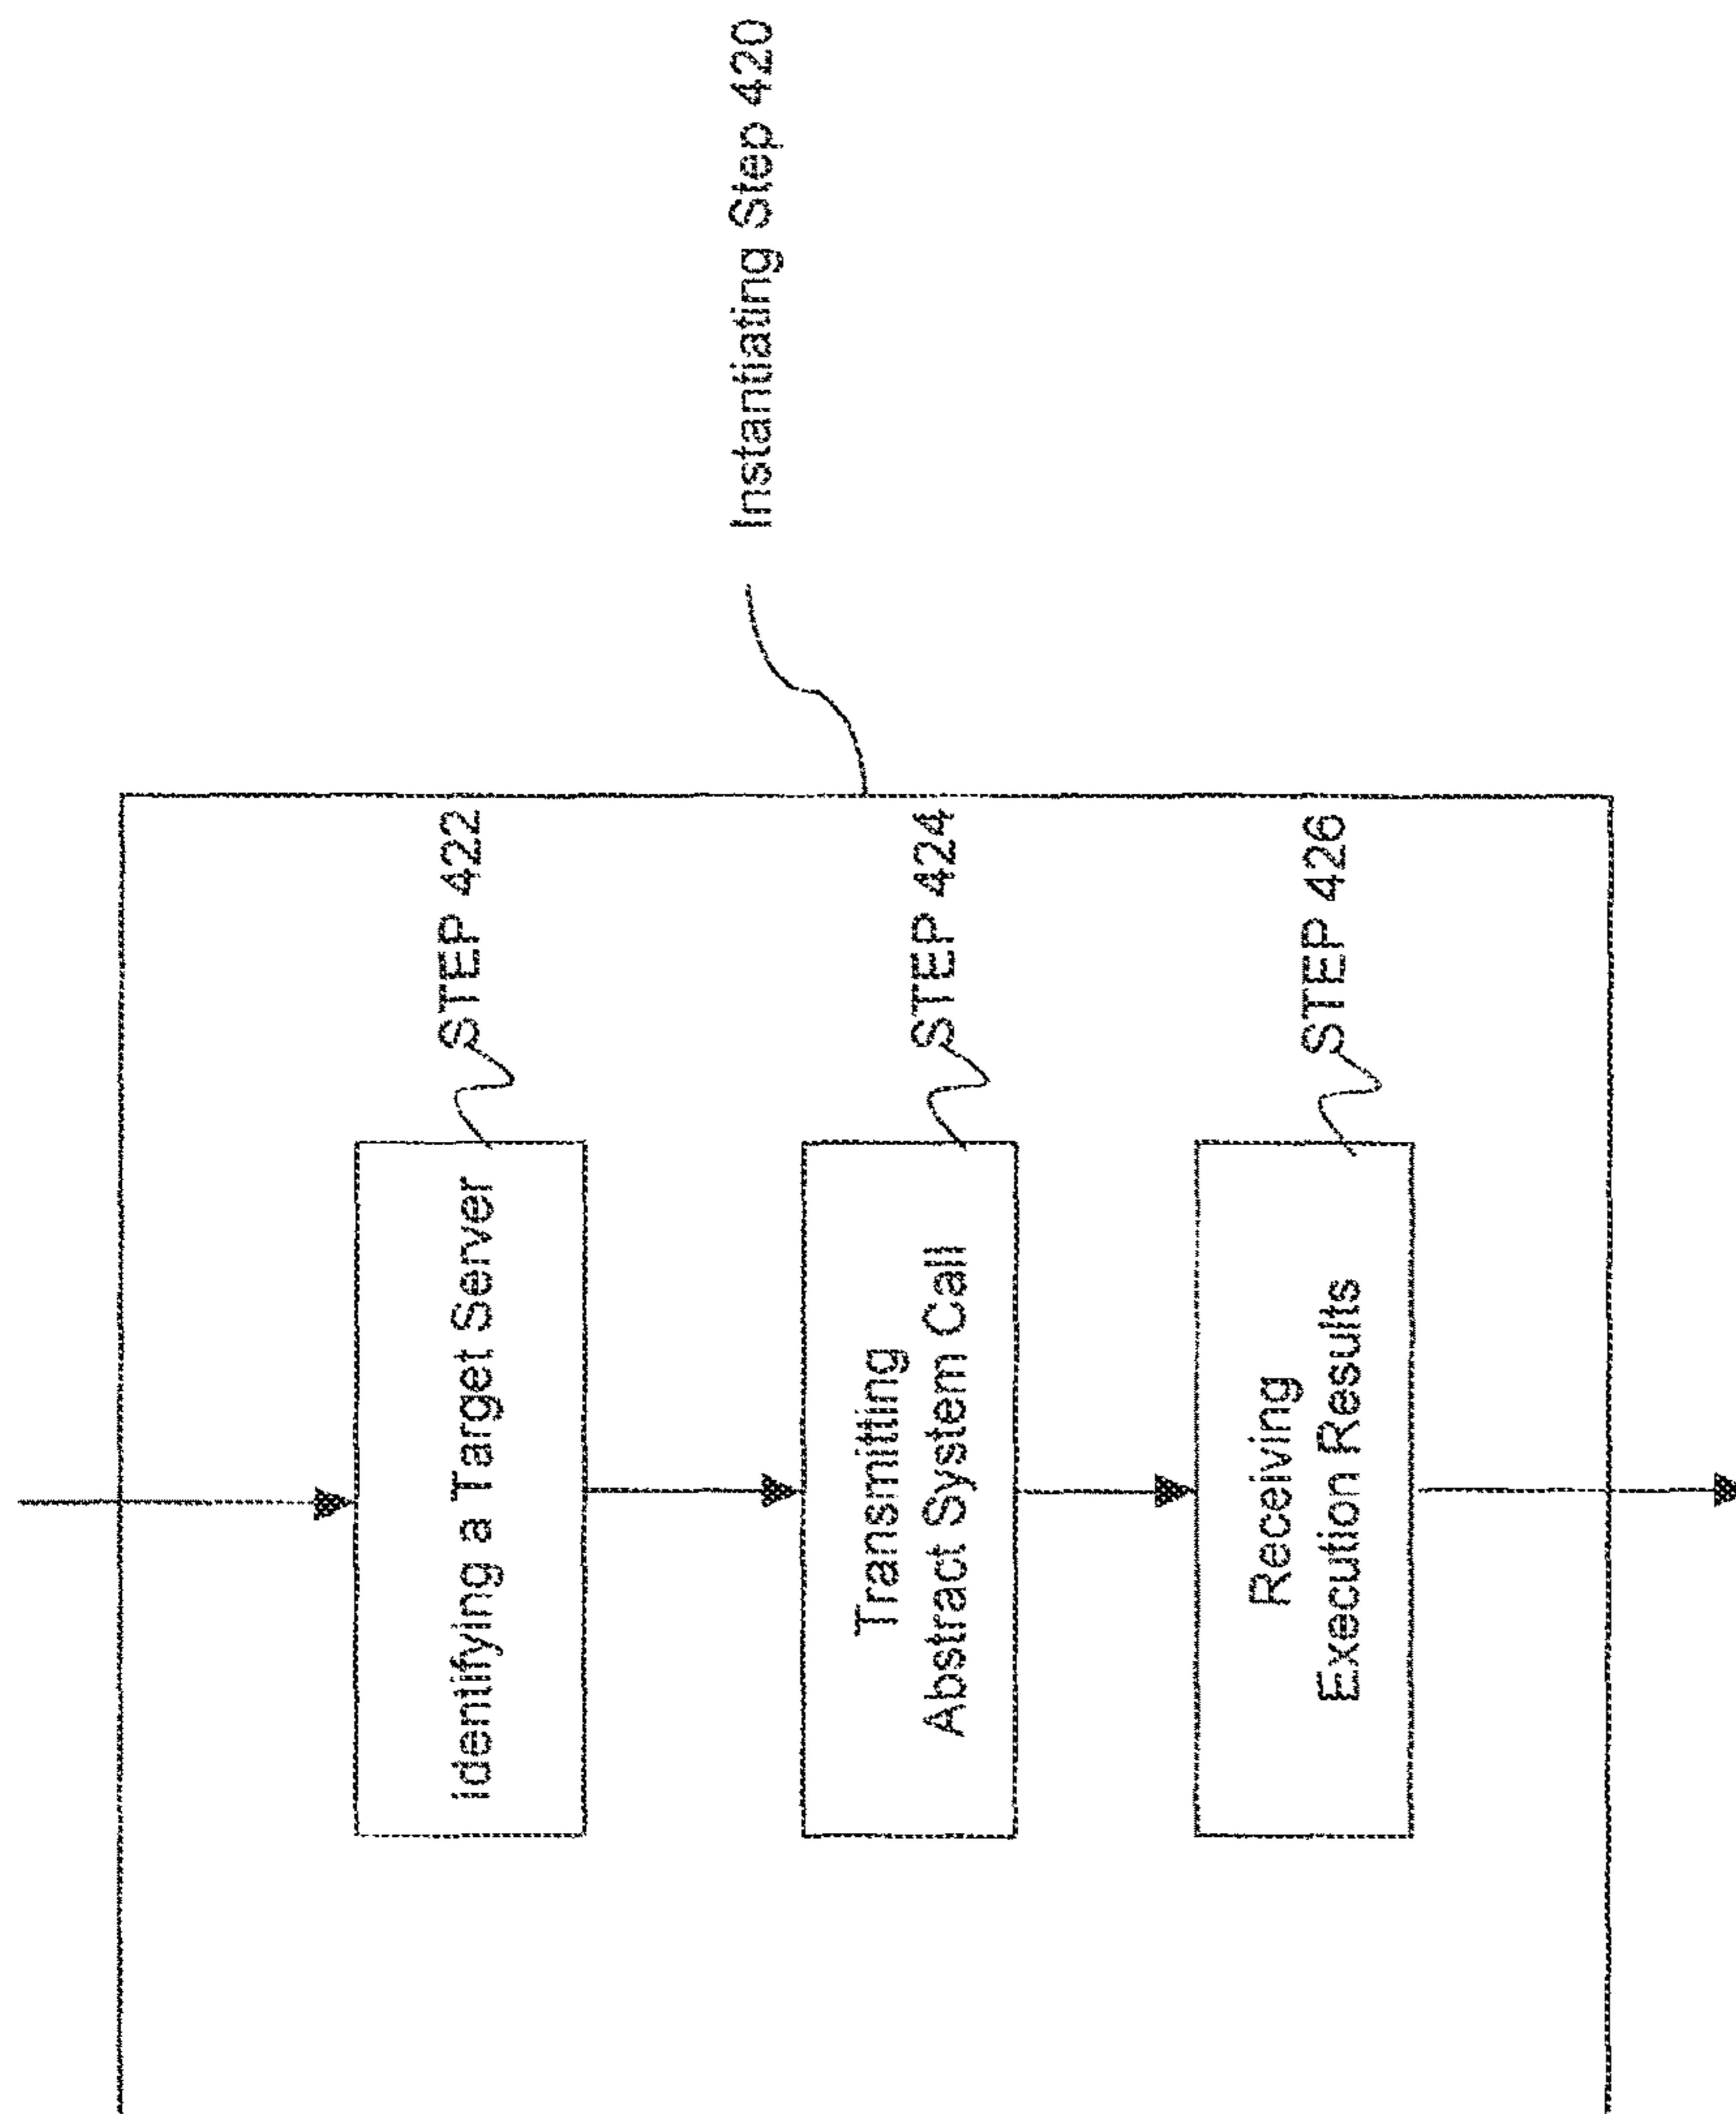 Instantiating Step 420
STEP 422
Identifying a Target Server
STEP 424
Transmitting
Abstract System Call
STEP 426
Receiving
Execution Results